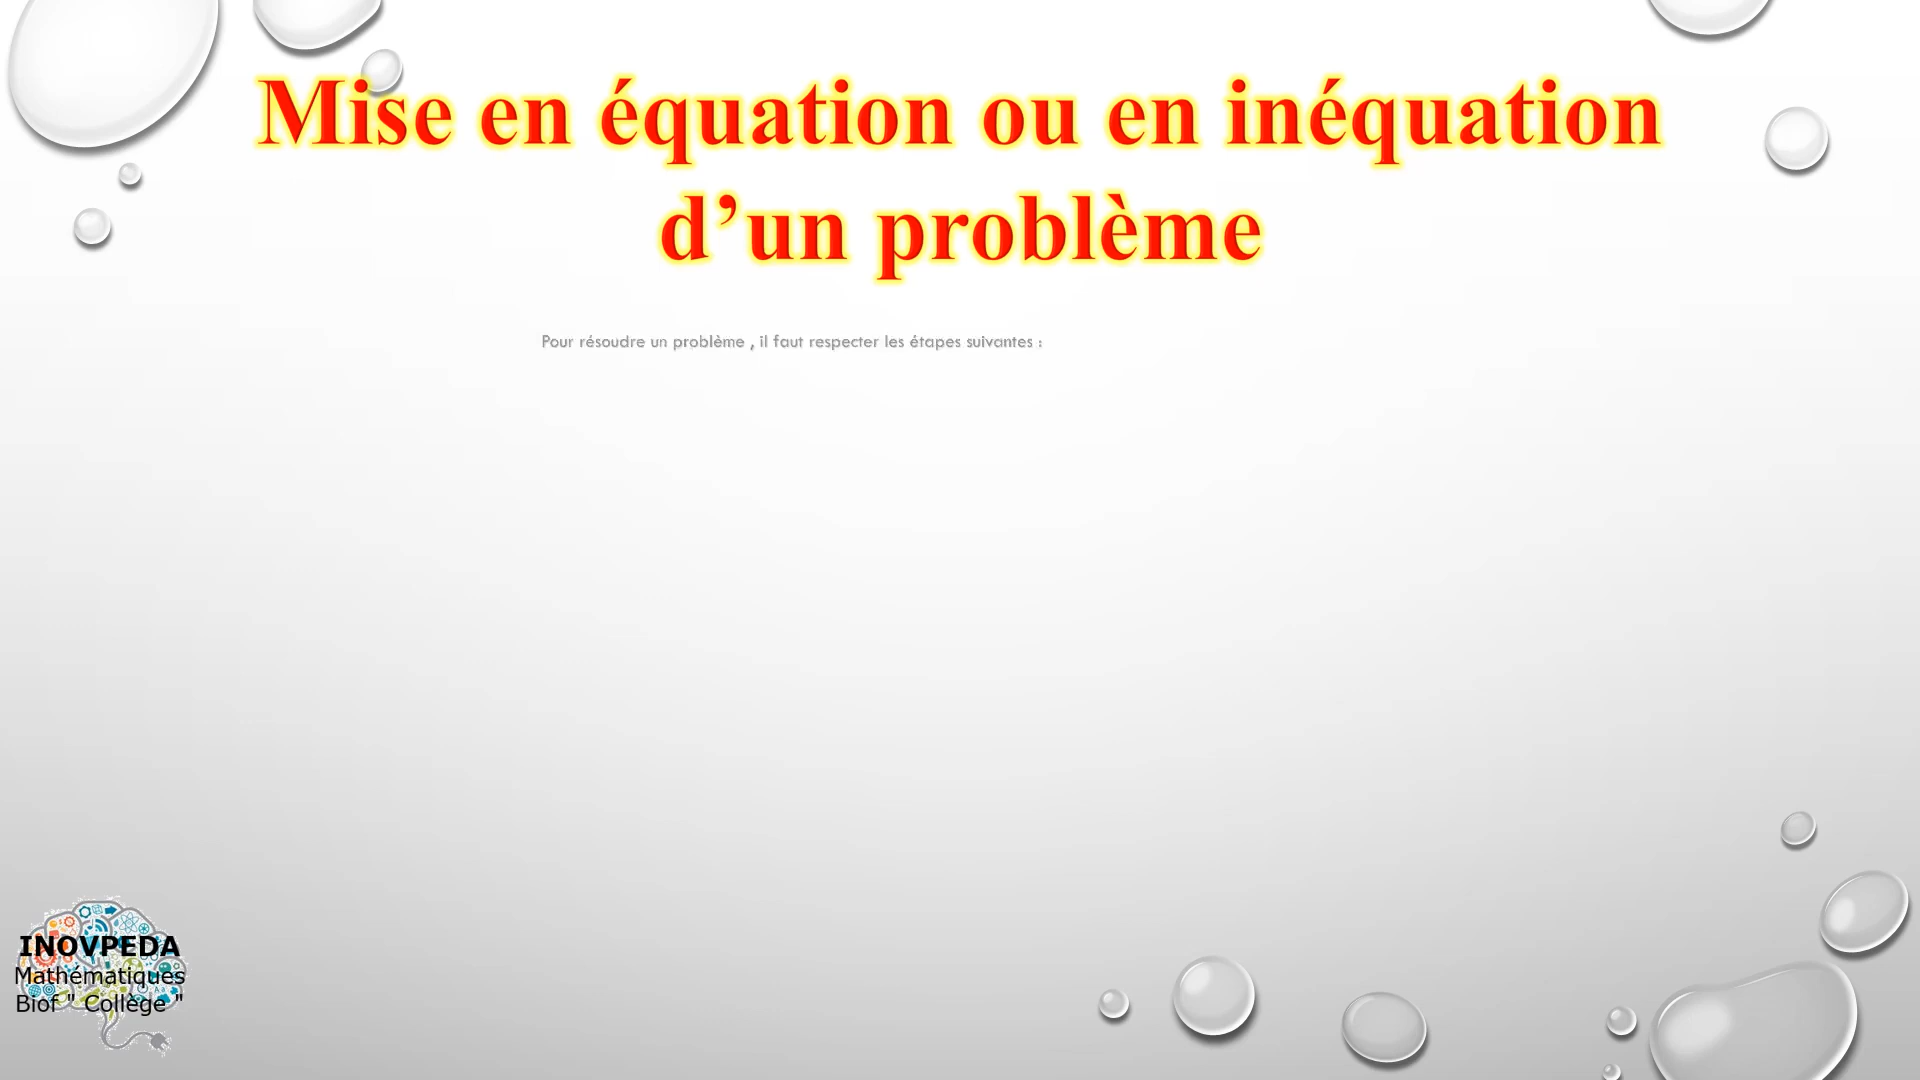 Mise en équation ou en inéquation
d’un problème
Pour résoudre un problème , il faut respecter les étapes suivantes :
INOVPEDA
Mathématiques
Biof " Collège "